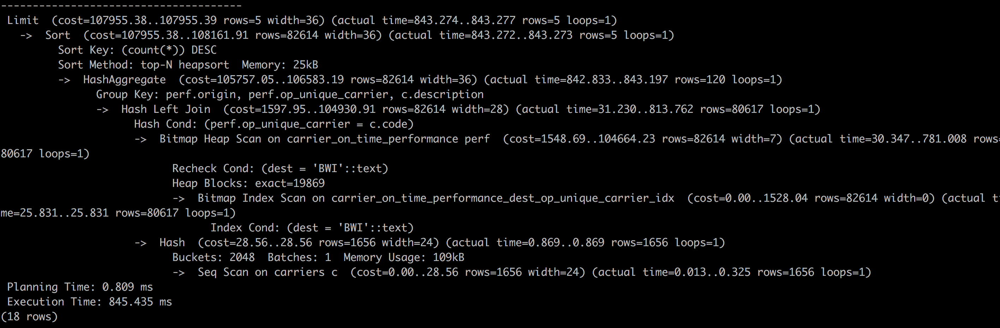 --------------------------------------
Limit  (cost=107955.38..107955.39 rows=5 width=36) (actual time=843.274..843.277 rows=5 loops=1)
  ->  Sort  (cost=107955.38..108161.91 rows=82614 width=36) (actual time=843.272..843.273 rows=5 loops=1)
        Sort Key: (count(*)) DESC
        Sort Method: top-N heapsort  Memory: 25kB
        ->  HashAggregate  (cost=105757.05..106583.19 rows=82614 width=36) (actual time=842.833..843.197 rows=120 loops=1)
              Group Key: perf.origin, perf.op_unique_carrier, c.description
              ->  Hash Left Join  (cost=1597.95..104930.91 rows=82614 width=28) (actual time=31.230..813.762 rows=80617 loops=1)
                    Hash Cond: (perf.op_unique_carrier = c.code)
                    ->  Bitmap Heap Scan on carrier_on_time_performance perf  (cost=1548.69..104664.23 rows=82614 width=7) (actual time=30.347..781.008 rows=
80617 loops=1)
                          Recheck Cond: (dest = 'BWI'::text)
                          Heap Blocks: exact=19869
                          ->  Bitmap Index Scan on carrier_on_time_performance_dest_op_unique_carrier_idx  (cost=0.00..1528.04 rows=82614 width=0) (actual ti
me=25.831..25.831 rows=80617 loops=1)
                                Index Cond: (dest = 'BWI'::text)
                    ->  Hash  (cost=28.56..28.56 rows=1656 width=24) (actual time=0.869..0.869 rows=1656 loops=1)
                          Buckets: 2048  Batches: 1  Memory Usage: 109kB
                          ->  Seq Scan on carriers c  (cost=0.00..28.56 rows=1656 width=24) (actual time=0.013..0.325 rows=1656 loops=1)
Planning Time: 0.809 ms
Execution Time: 845.435 ms
(18 rows)